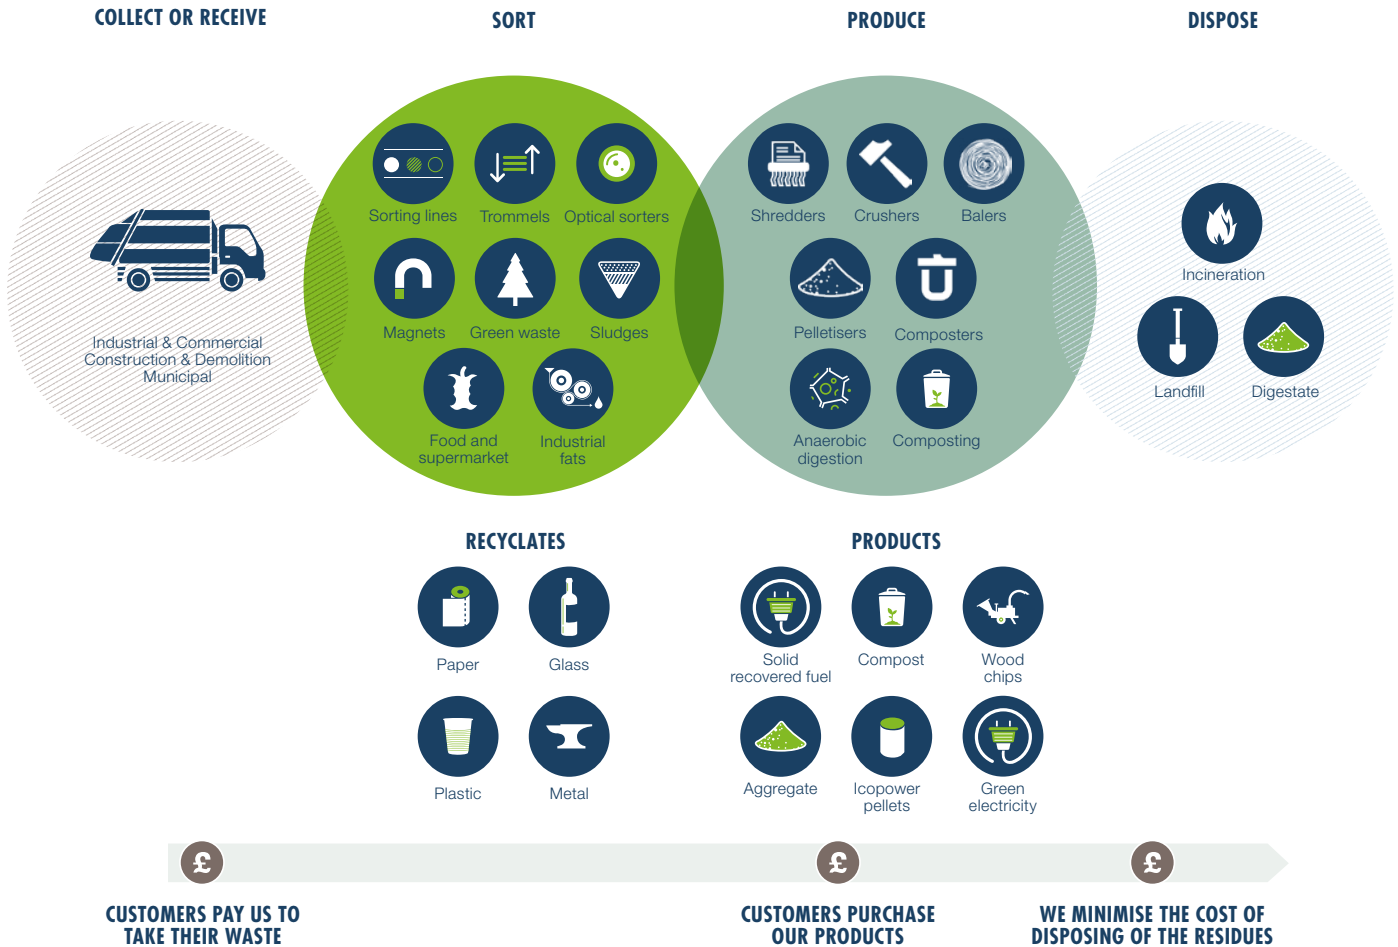 COLLECT OR RECEIVE
SORT
PRODUCE
DISPOSE
Industrial & Commercial
Construction & Demolition
Municipal
Sorting lines
Trommels
Optical sorters
Magnets
Green waste
Sludges
Food and
supermarket
Industrial
fats
Shredders
Crushers
Balers
Pelletisers
Composters
Anaerobic
digestion
Composting
Incineration
Landfill
Digestate
RECYCLATES
Paper
Glass
Plastic
Metal
PRODUCTS
Solid
recovered fuel
Compost
Wood
chips
Aggregate
Icopower
pellets
Green
electricity
£
£
£
CUSTOMERS PAY US TO
TAKE THEIR WASTE
CUSTOMERS PURCHASE
OUR PRODUCTS
WE MINIMISE THE COST OF
DISPOSING OF THE RESIDUES